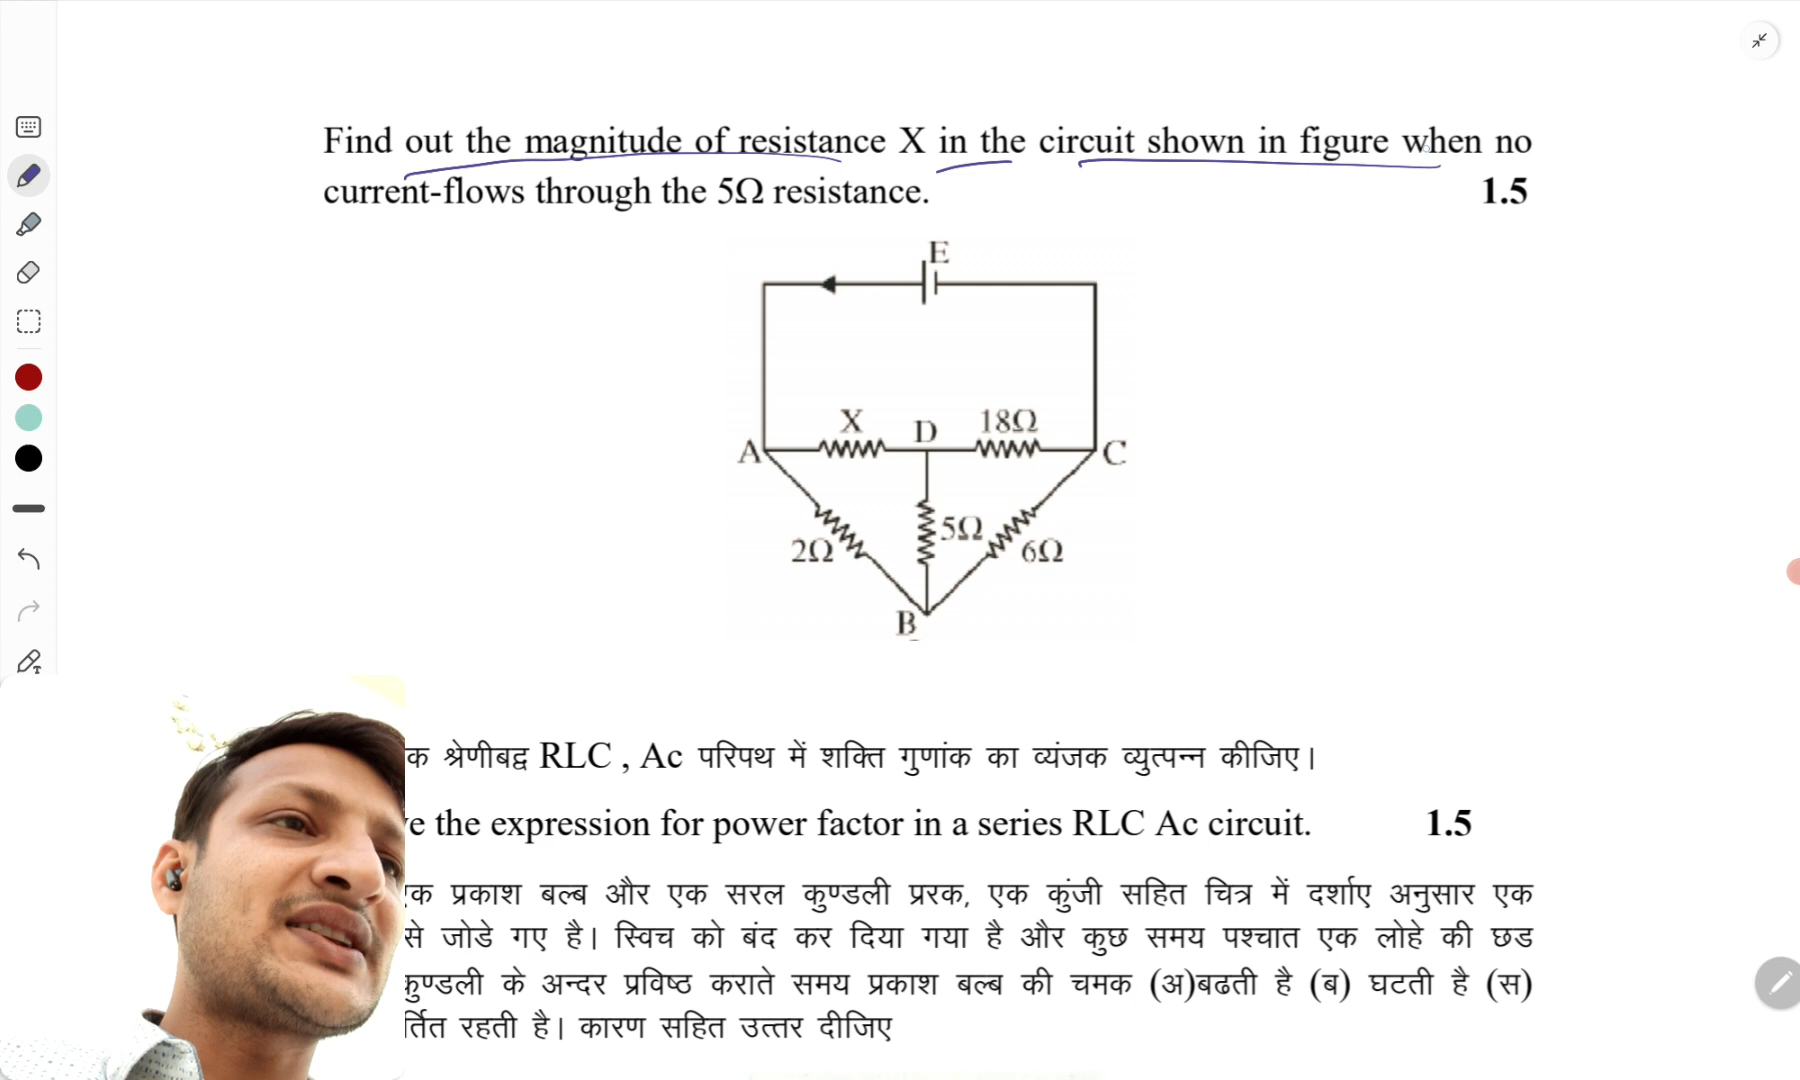 Find out the magnitude of resistance X in the circuit shown in figure when no
current-flows through the 5Ω resistance. 1.5
E
X D 18Ω
A C
2Ω 5Ω 6Ω
B
क श्रेणीबद्व RLC , Ac परिपथ में शक्ति गुणांक का व्यंजक व्युत्पन्न कीजिए।
e the expression for power factor in a series RLC Ac circuit. 1.5
एक प्रकाश बल्ब और एक सरल कुण्डली प्ररक, एक कुंजी सहित चित्र में दर्शाए अनुसार एक
से जोडे गए है। स्विच को बंद कर दिया गया है और कुछ समय पश्चात एक लोहे की छड
कुण्डली के अन्दर प्रविष्ठ कराते समय प्रकाश बल्ब की चमक (अ)बढती है (ब) घटती है (स)
र्तित रहती है। कारण सहित उत्तर दीजिए